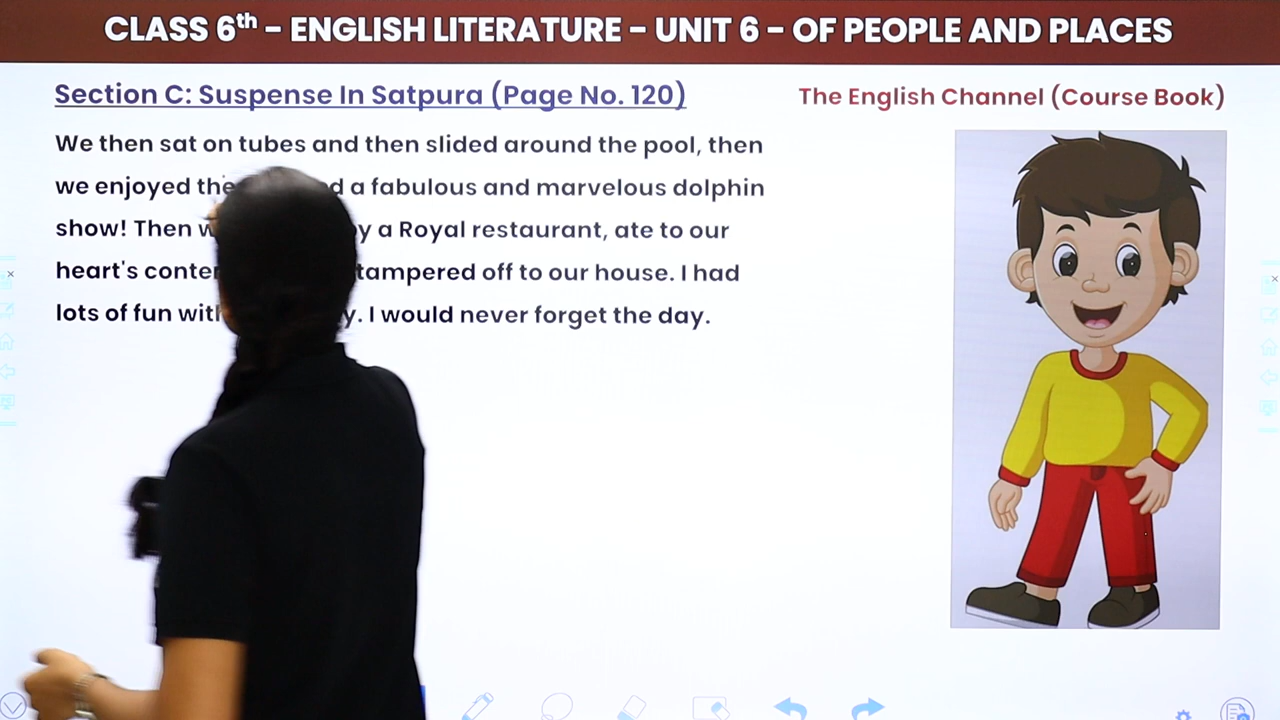 CLASS 6th - ENGLISH LITERATURE - UNIT 6 - OF PEOPLE AND PLACES
Section C: Suspense In Satpura (Page No. 120)
The English Channel (Course Book)
We then sat on tubes and then slided around the pool, then
we enjoyed the a fabulous and marvelous dolphin
show! Then a Royal restaurant, ate to our
heart's off to our house. I had
lots of fun I would never forget the day.